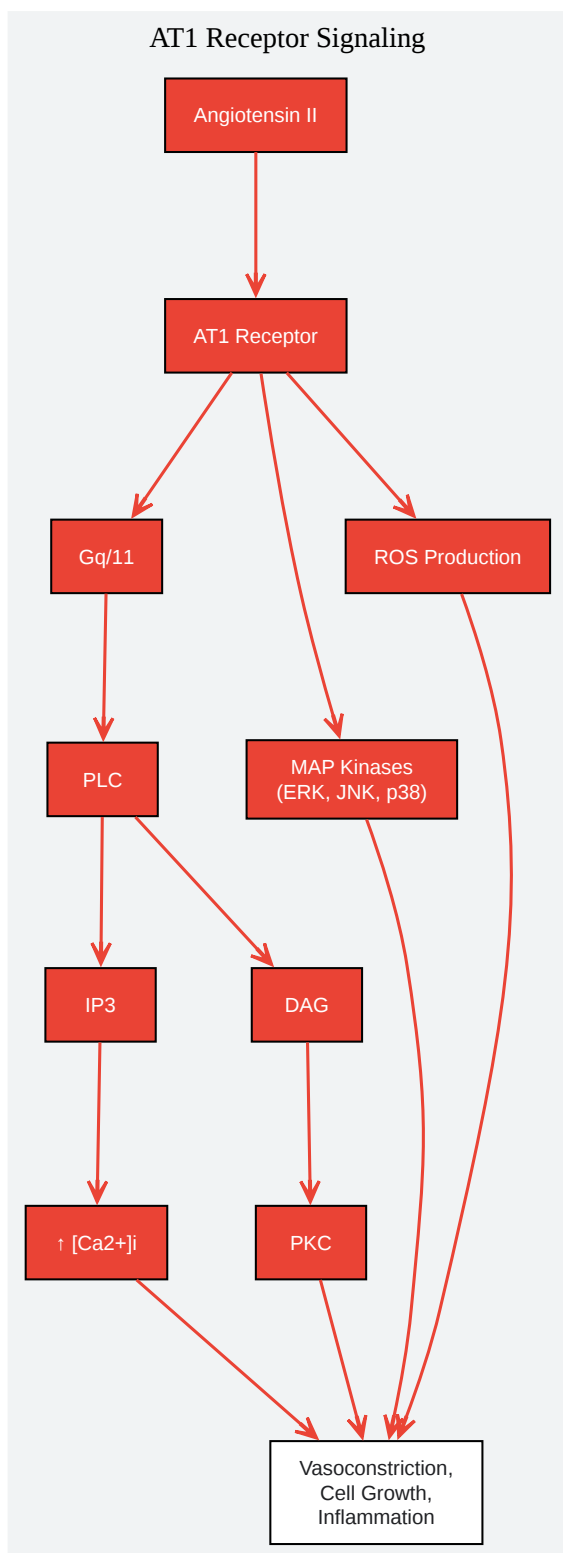 AT1 Receptor Signaling
Angiotensin II
AT1 Receptor
Gq/11
ROS Production
PLC
MAP Kinases
(ERK, JNK, p38)
IP3
DAG
↑ [Ca2+]i
PKC
Vasoconstriction,
Cell Growth,
Inflammation